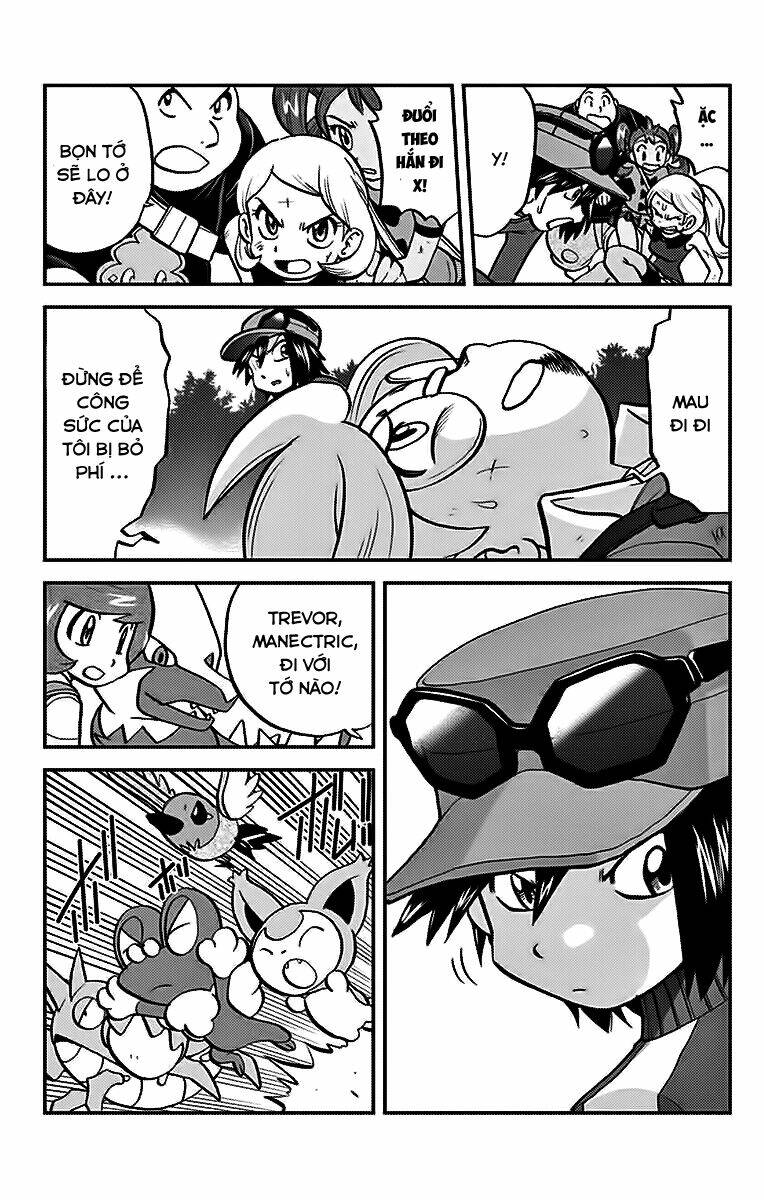 ẶC
...
Y!
ĐUỔI
THEO
HẮN ĐI
X!
BỌN TỚ
SẼ LO Ở
ĐÂY!
MAU
ĐI ĐI
ĐỪNG ĐỂ
CÔNG
SỨC CỦA
TÔI BỊ BỎ
PHÍ ...
TREVOR,
MANECTRIC,
ĐI VỚI
TỚ NÀO!